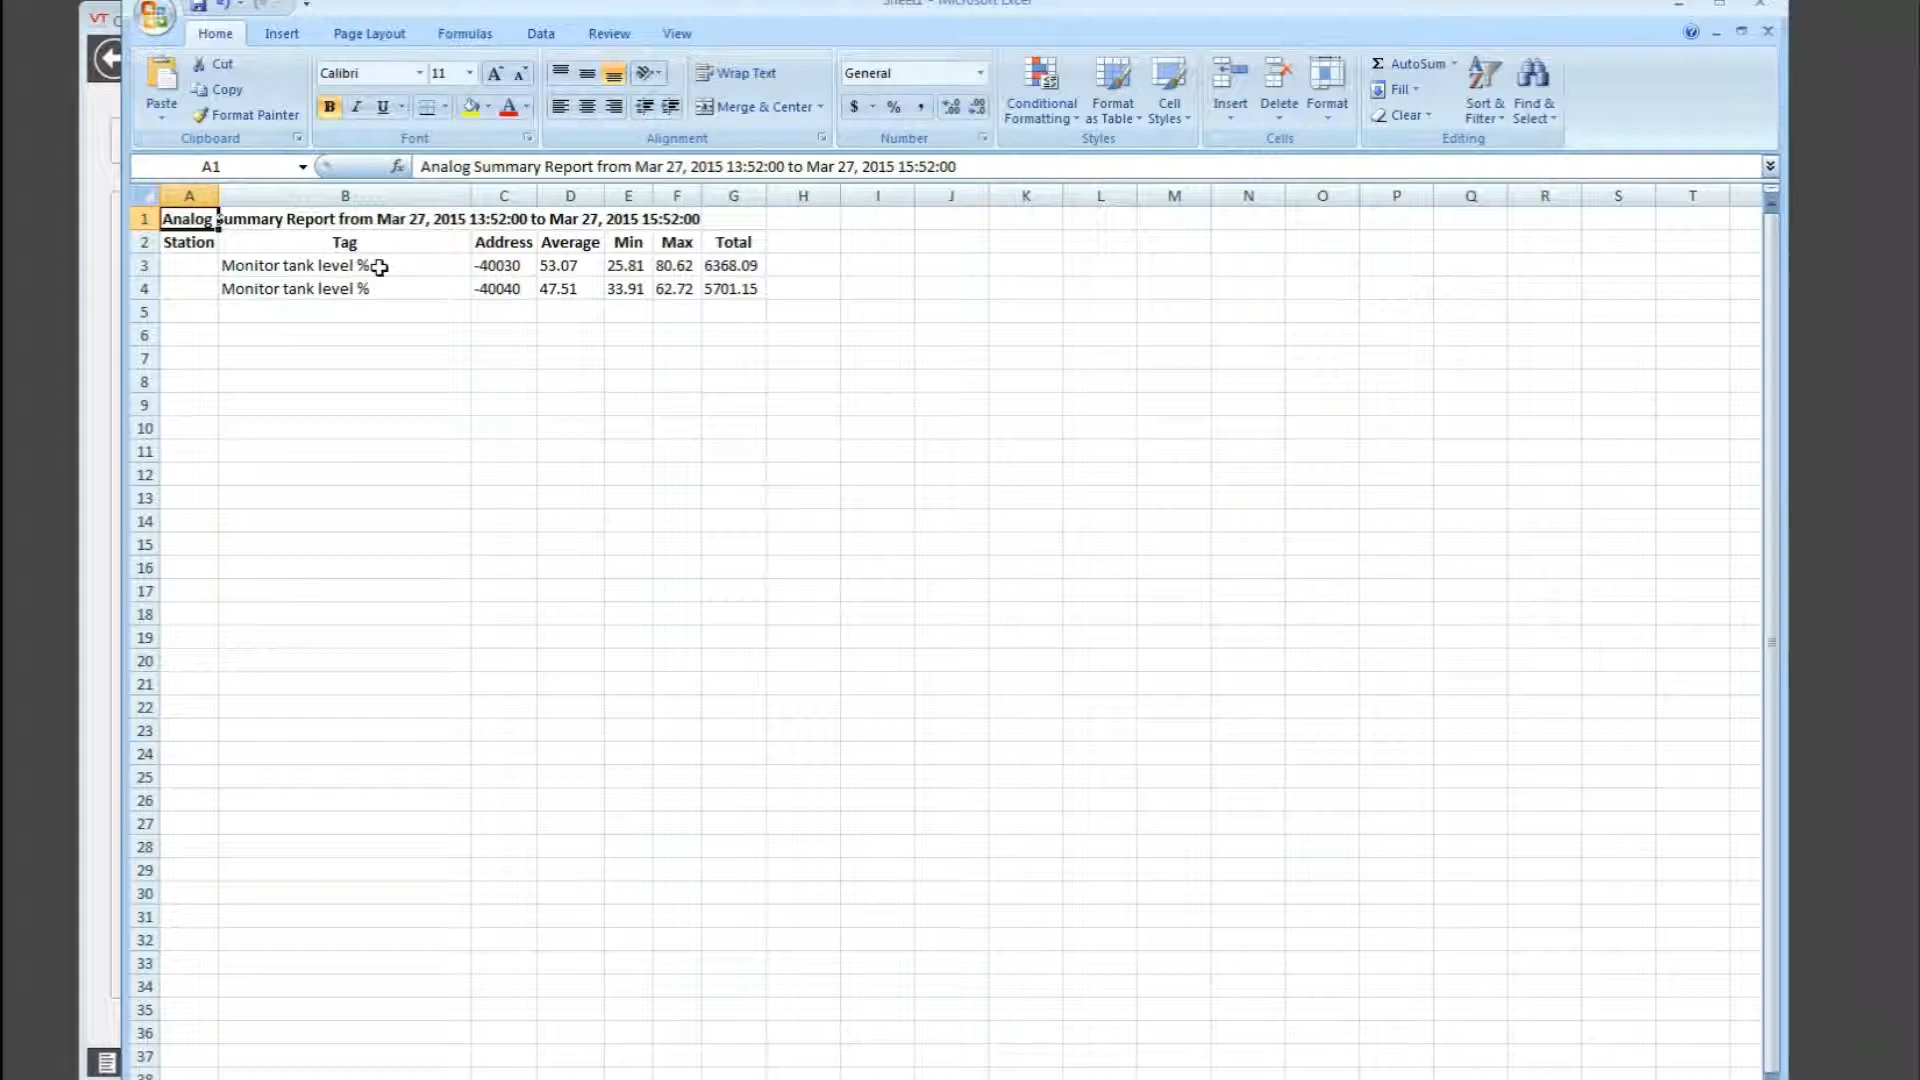 VT
Sheet1 - Microsoft Excel
Home Insert Page Layout Formulas Data Review View
Cut
Copy
Format Painter
Paste
Clipboard
Calibri 11 A A
B I U A
Font
Wrap Text
Merge & Center
Alignment
General
$ % ,
Number
Conditional Formatting
Format as Table
Cell Styles
Styles
Insert Delete Format
Cells
Σ AutoSum
Fill
Clear
Sort & Filter
Find & Select
Editing
A1 fx Analog Summary Report from Mar 27, 2015 13:52:00 to Mar 27, 2015 15:52:00
A B C D E F G H I J K L M N O P Q R S T
1 Analog Summary Report from Mar 27, 2015 13:52:00 to Mar 27, 2015 15:52:00
2 Station Tag Address Average Min Max Total
3 Monitor tank level % -40030 53.07 25.81 80.62 6368.09
4 Monitor tank level % -40040 47.51 33.91 62.72 5701.15
5
6
7
8
9
10
11
12
13
14
15
16
17
18
19
20
21
22
23
24
25
26
27
28
29
30
31
32
33
34
35
36
37
38